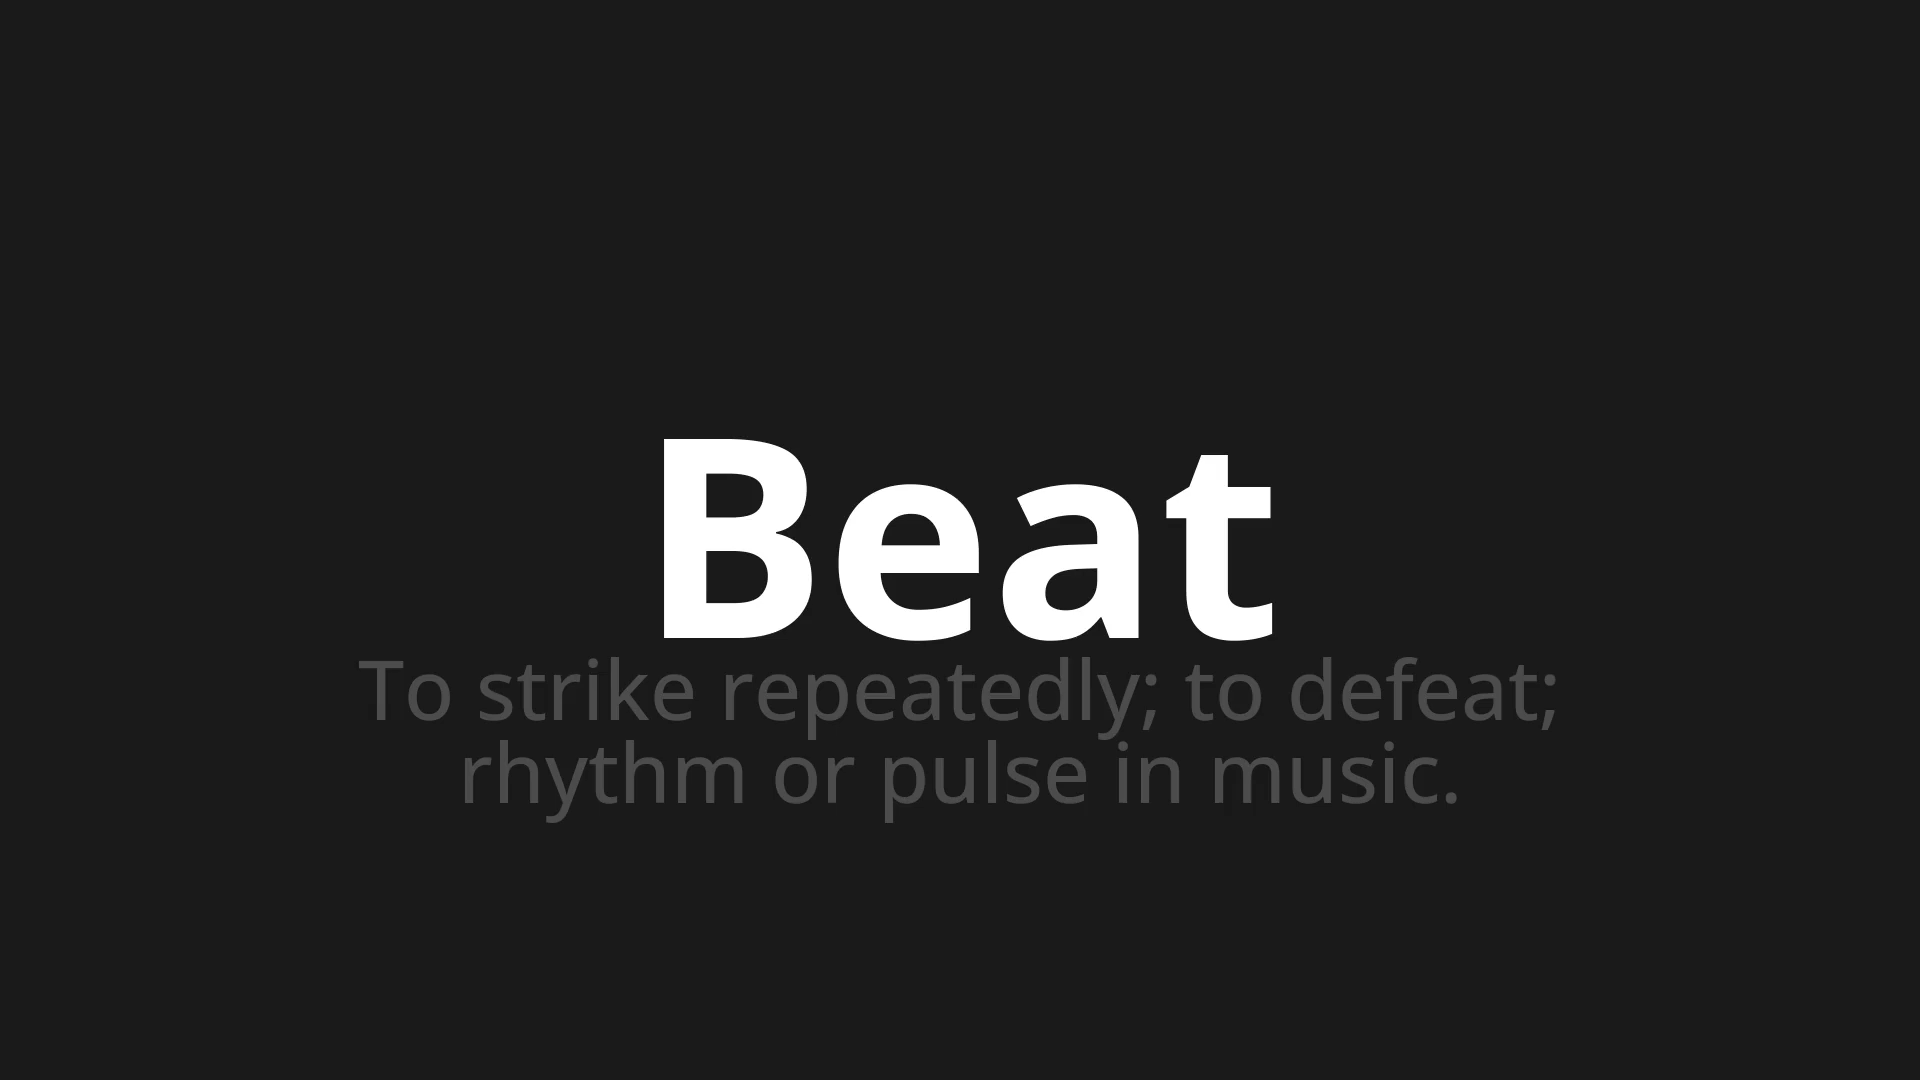 Beat
To strike repeatedly; to defeat;
rhythm or pulse in music.